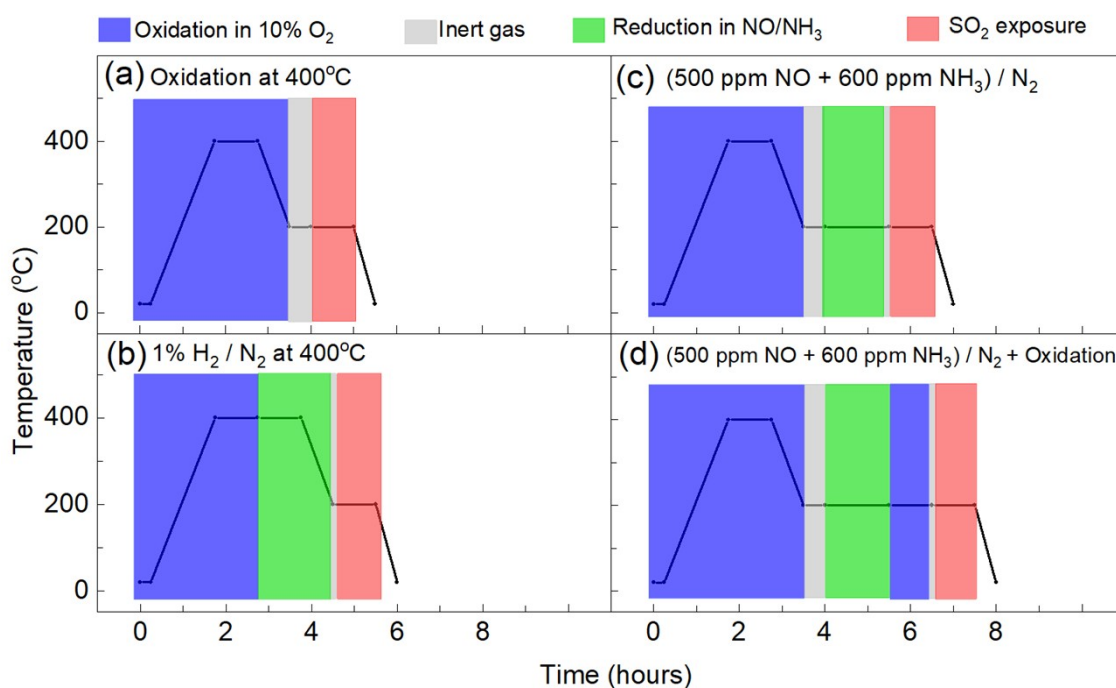 Oxidation in 10% O₂ Inert gas Reduction in NO/NH₃ SO₂ exposure
(a) Oxidation at 400°C
(c) (500 ppm NO + 600 ppm NH₃) / N₂
400
200
0
(b) 1% H₂ / N₂ at 400°C
(d) (500 ppm NO + 600 ppm NH₃) / N₂ + Oxidation
400
200
0
Temperature (°C)
0 2 4 6 8 0 2 4 6 8
Time (hours)